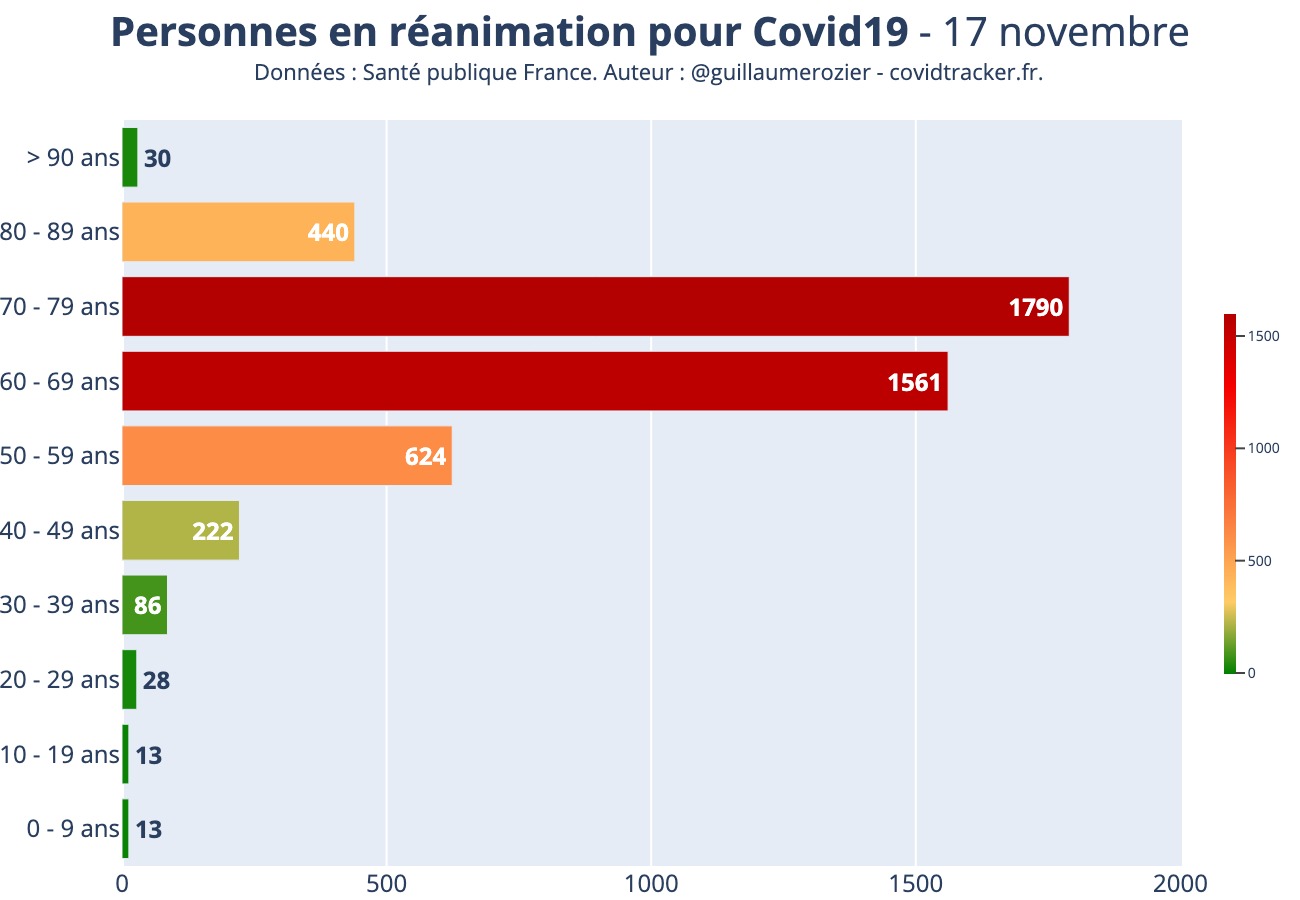 Personnes en réanimation pour Covid19 - 17 novembre
Données : Santé publique France. Auteur : @guillaumerozier - covidtracker.fr.
> 90 ans 30
80 - 89 ans 440
70 - 79 ans 1790
60 - 69 ans 1561
50 - 59 ans 624
40 - 49 ans 222
30 - 39 ans 86
20 - 29 ans 28
10 - 19 ans 13
0 - 9 ans 13
0 500 1000 1500 2000
1500
1000
500
0